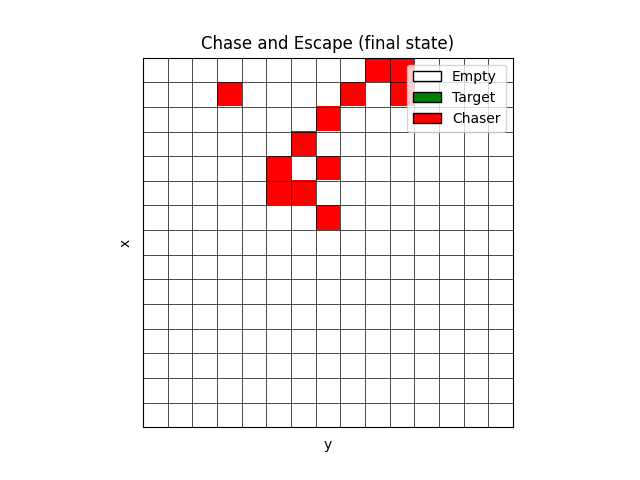 Chase and Escape (final state)
Empty
Target
Chaser
x
y